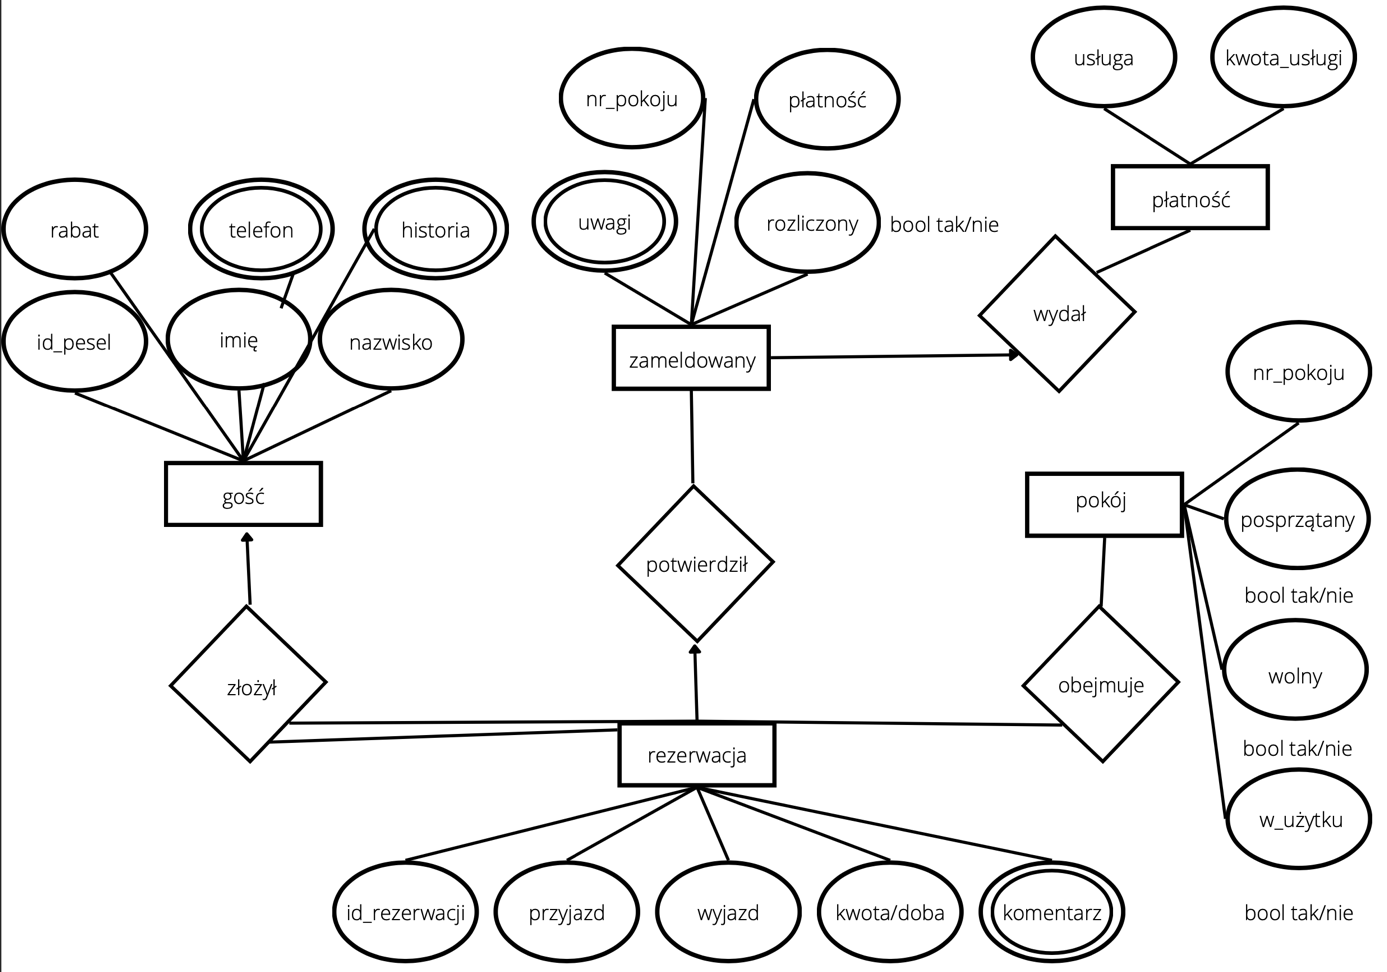 usługa
kwota_usługi
nr_pokoju
płatność
płatność
rabat
telefon
historia
uwagi
rozliczony
bool tak/nie
id_pesel
imię
nazwisko
zameldowany
wydał
nr_pokoju
gość
pokój
posprzątany
potwierdził
bool tak/nie
złożył
obejmuje
wolny
rezerwacja
bool tak/nie
w_użytku
id_rezerwacji
przyjazd
wyjazd
kwota/doba
komentarz
bool tak/nie